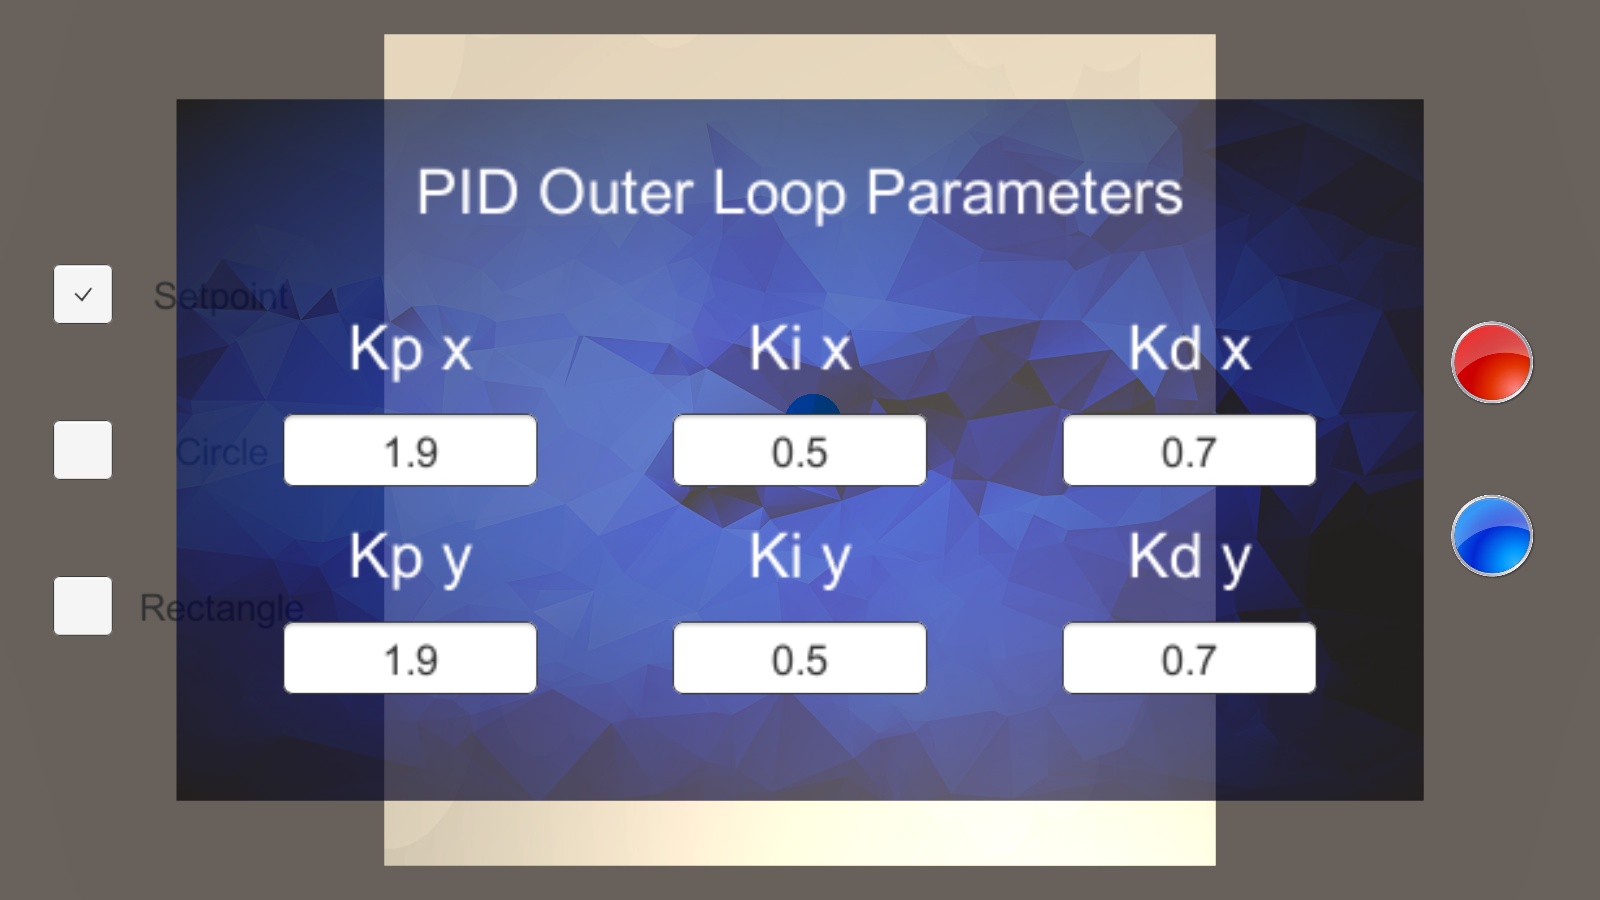 PID Outer Loop Parameters
Setpoint
Kp x Ki x Kd x
Circle
1.9 0.5 0.7
Kp y Ki y Kd y
Rectangle
1.9 0.5 0.7